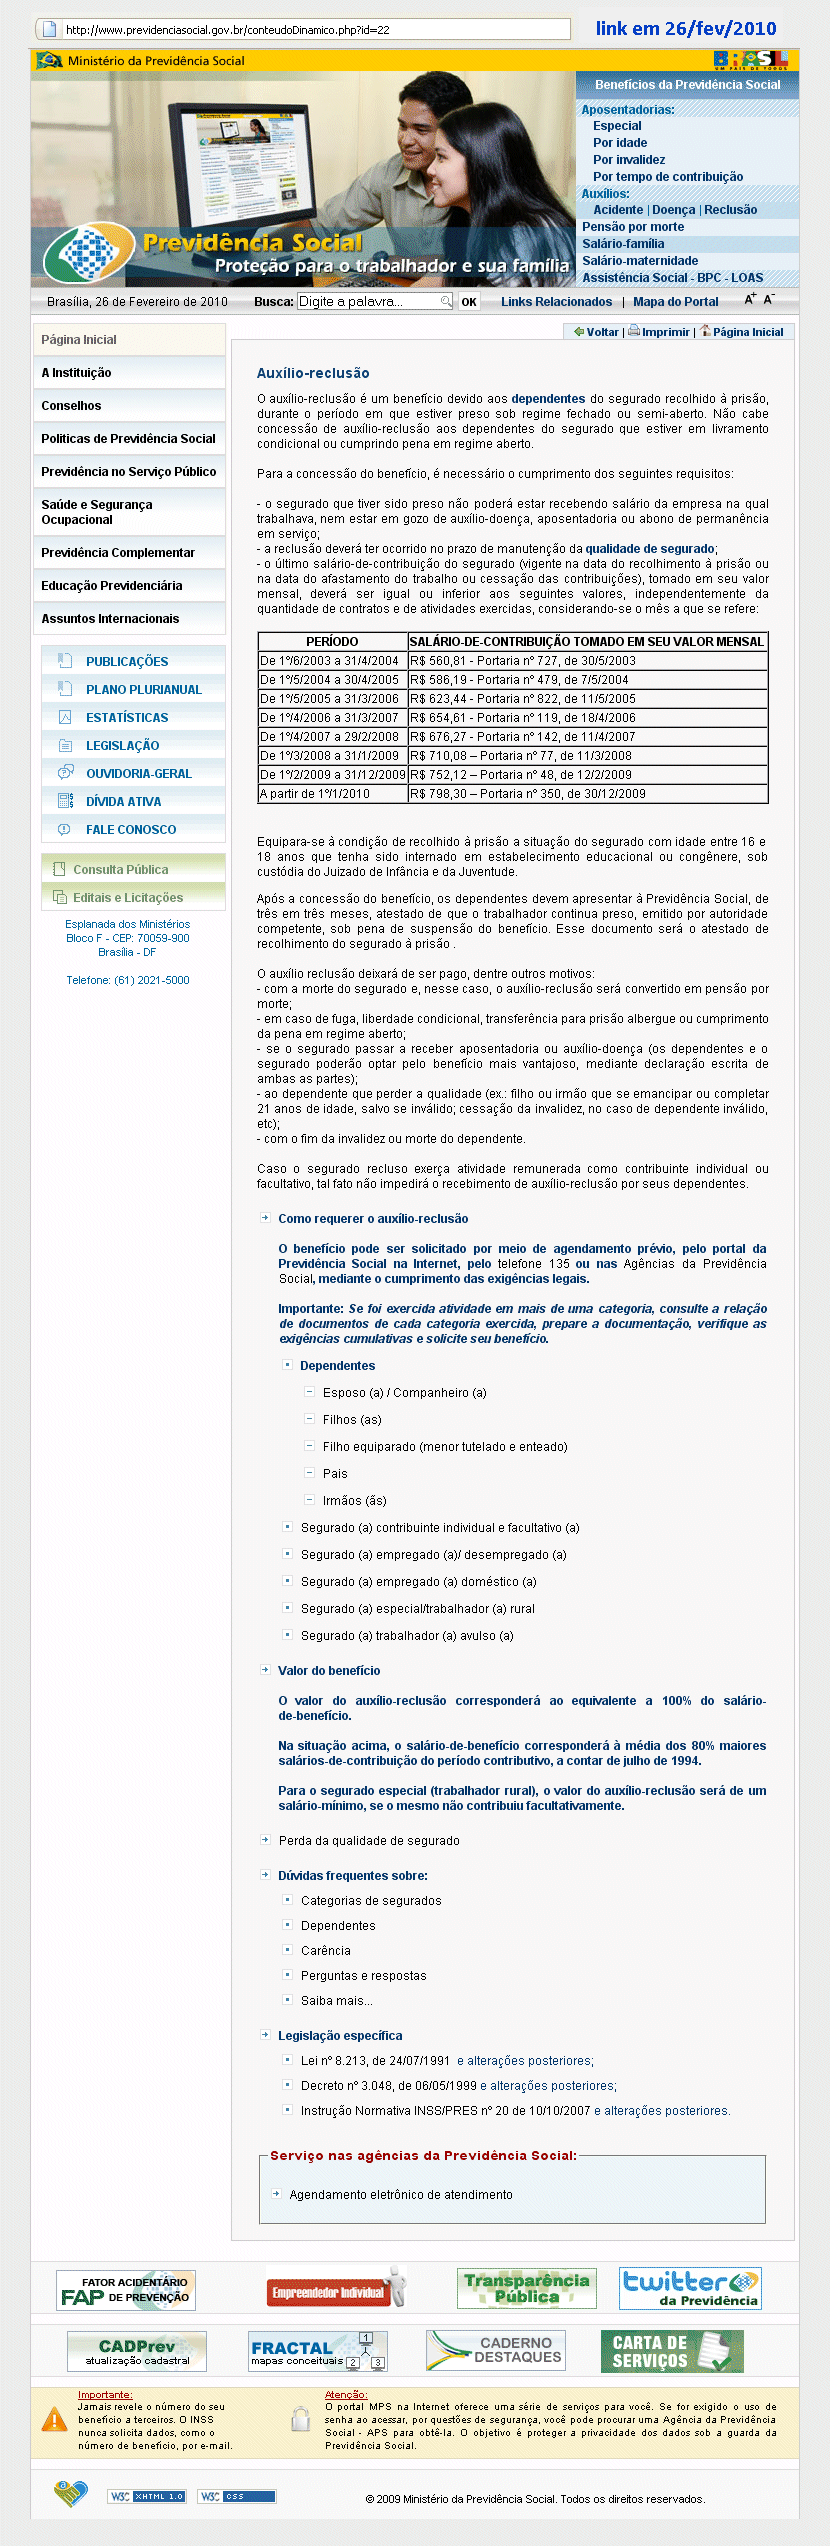 http://www.previdenciasocial.gov.br/conteudoDinamico.php?id=22
link em 26/fev/2010
Ministério da Previdência Social
BRASIL
UM PAÍS DE TODOS
Benefícios da Previdência Social
Aposentadorias:
Especial
Por idade
Por invalidez
Por tempo de contribuição
Auxílios:
Acidente | Doença | Reclusão
Pensão por morte
Salário-família
Salário-maternidade
Assistência Social - BPC - LOAS
Previdência Social
Proteção para o trabalhador e sua família
Brasília, 26 de Fevereiro de 2010
Busca: Digite a palavra... OK
Links Relacionados | Mapa do Portal
A+ A-
Voltar | Imprimir | Página Inicial
Página Inicial
A Instituição
Conselhos
Políticas de Previdência Social
Previdência no Serviço Público
Saúde e Segurança
Ocupacional
Previdência Complementar
Educação Previdenciária
Assuntos Internacionais
PUBLICAÇÕES
PLANO PLURIANUAL
ESTATÍSTICAS
LEGISLAÇÃO
OUVIDORIA-GERAL
DÍVIDA ATIVA
FALE CONOSCO
Consulta Pública
Editais e Licitações
Esplanada dos Ministérios
Bloco F - CEP: 70059-900
Brasília - DF
Telefone: (61) 2021-5000
Auxílio-reclusão
O auxílio-reclusão é um benefício devido aos dependentes do segurado recolhido à prisão,
durante o período em que estiver preso sob regime fechado ou semi-aberto. Não cabe
concessão de auxílio-reclusão aos dependentes do segurado que estiver em livramento
condicional ou cumprindo pena em regime aberto.
Para a concessão do benefício, é necessário o cumprimento dos seguintes requisitos:
- o segurado que tiver sido preso não poderá estar recebendo salário da empresa na qual
trabalhava, nem estar em gozo de auxílio-doença, aposentadoria ou abono de permanência
em serviço;
- a reclusão deverá ter ocorrido no prazo de manutenção da qualidade de segurado;
- o último salário-de-contribuição do segurado (vigente na data do recolhimento à prisão ou
na data do afastamento do trabalho ou cessação das contribuições), tomado em seu valor
mensal, deverá ser igual ou inferior aos seguintes valores, independentemente da
quantidade de contratos e de atividades exercidas, considerando-se o mês a que se refere:
PERÍODO SALÁRIO-DE-CONTRIBUIÇÃO TOMADO EM SEU VALOR MENSAL
De 1º/6/2003 a 31/4/2004 R$ 560,81 - Portaria nº 727, de 30/5/2003
De 1º/5/2004 a 30/4/2005 R$ 586,19 - Portaria nº 479, de 7/5/2004
De 1º/5/2005 a 31/3/2006 R$ 623,44 - Portaria nº 822, de 11/5/2005
De 1º/4/2006 a 31/3/2007 R$ 654,61 - Portaria nº 119, de 18/4/2006
De 1º/4/2007 a 29/2/2008 R$ 676,27 - Portaria nº 142, de 11/4/2007
De 1º/3/2008 a 31/1/2009 R$ 710,08 – Portaria nº 77, de 11/3/2008
De 1º/2/2009 a 31/12/2009 R$ 752,12 – Portaria nº 48, de 12/2/2009
A partir de 1º/1/2010 R$ 798,30 – Portaria nº 350, de 30/12/2009
Equipara-se à condição de recolhido à prisão a situação do segurado com idade entre 16 e
18 anos que tenha sido internado em estabelecimento educacional ou congênere, sob
custódia do Juizado de Infância e da Juventude.
Após a concessão do benefício, os dependentes devem apresentar à Previdência Social, de
três em três meses, atestado de que o trabalhador continua preso, emitido por autoridade
competente, sob pena de suspensão do benefício. Esse documento será o atestado de
recolhimento do segurado à prisão .
O auxílio reclusão deixará de ser pago, dentre outros motivos:
- com a morte do segurado e, nesse caso, o auxílio-reclusão será convertido em pensão por
morte;
- em caso de fuga, liberdade condicional, transferência para prisão albergue ou cumprimento
da pena em regime aberto;
- se o segurado passar a receber aposentadoria ou auxílio-doença (os dependentes e o
segurado poderão optar pelo benefício mais vantajoso, mediante declaração escrita de
ambas as partes);
- ao dependente que perder a qualidade (ex.: filho ou irmão que se emancipar ou completar
21 anos de idade, salvo se inválido; cessação da invalidez, no caso de dependente inválido,
etc);
- com o fim da invalidez ou morte do dependente.
Caso o segurado recluso exerça atividade remunerada como contribuinte individual ou
facultativo, tal fato não impedirá o recebimento de auxílio-reclusão por seus dependentes.
Como requerer o auxílio-reclusão
O benefício pode ser solicitado por meio de agendamento prévio, pelo portal da
Previdência Social na Internet, pelo telefone 135 ou nas Agências da Previdência
Social, mediante o cumprimento das exigências legais.
Importante: Se foi exercida atividade em mais de uma categoria, consulte a relação
de documentos de cada categoria exercida, prepare a documentação, verifique as
exigências cumulativas e solicite seu benefício.
Dependentes
Esposo (a) / Companheiro (a)
Filhos (as)
Filho equiparado (menor tutelado e enteado)
Pais
Irmãos (ãs)
Segurado (a) contribuinte individual e facultativo (a)
Segurado (a) empregado (a)/ desempregado (a)
Segurado (a) empregado (a) doméstico (a)
Segurado (a) especial/trabalhador (a) rural
Segurado (a) trabalhador (a) avulso (a)
Valor do benefício
O valor do auxílio-reclusão corresponderá ao equivalente a 100% do salário-
de-benefício.
Na situação acima, o salário-de-benefício corresponderá à média dos 80% maiores
salários-de-contribuição do período contributivo, a contar de julho de 1994.
Para o segurado especial (trabalhador rural), o valor do auxílio-reclusão será de um
salário-mínimo, se o mesmo não contribuiu facultativamente.
Perda da qualidade de segurado
Dúvidas frequentes sobre:
Categorias de segurados
Dependentes
Carência
Perguntas e respostas
Saiba mais...
Legislação específica
Lei nº 8.213, de 24/07/1991 e alterações posteriores;
Decreto nº 3.048, de 06/05/1999 e alterações posteriores;
Instrução Normativa INSS/PRES nº 20 de 10/10/2007 e alterações posteriores.
Serviço nas agências da Previdência Social:
Agendamento eletrônico de atendimento
FATOR ACIDENTÁRIO
FAP DE PREVENÇÃO
Empreendedor Individual
Transparência
Pública
twitter
da Previdência
CADPrev
atualização cadastral
FRACTAL
mapas conceituais
1
2 3
CADERNO
DESTAQUES
CARTA DE
SERVIÇOS
Importante:
Jamais revele o número do seu
benefício a terceiros. O INSS
nunca solicita dados, como o
número de benefício, por e-mail.
Atenção:
O portal MPS na Internet oferece uma série de serviços para você. Se for exigido o uso de
senha ao acessar, por questões de segurança, você pode procurar uma Agência da Previdência
Social - APS para obtê-la. O objetivo é proteger a privacidade dos dados sob a guarda da
Previdência Social.
W3C XHTML 1.0
W3C CSS
© 2009 Ministério da Previdência Social. Todos os direitos reservados.